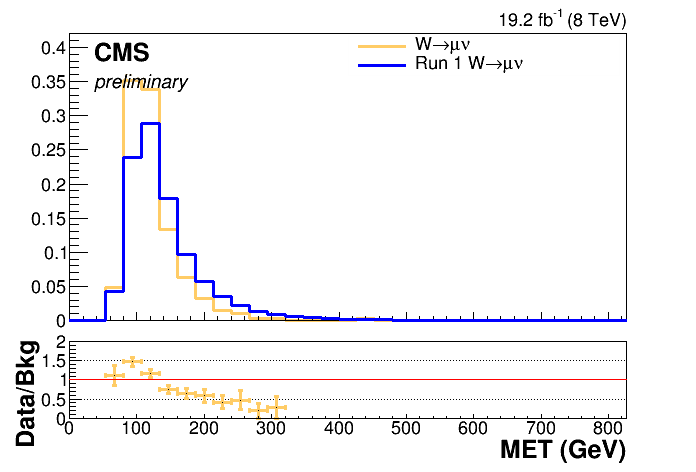 19.2 fb⁻¹ (8 TeV)
CMS
preliminary
W→μν
Run 1 W→μν
0.4
0.35
0.3
0.25
0.2
0.15
0.1
0.05
0
Data/Bkg
2
1.5
1
0.5
0
0 100 200 300 400 500 600 700 800
MET (GeV)